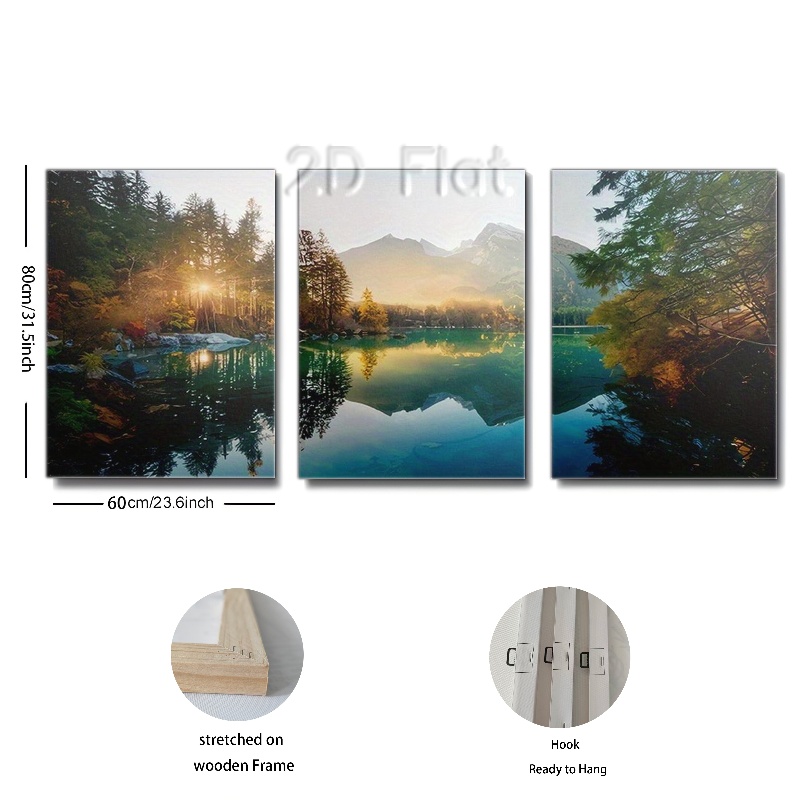 2D Flat
80cm/31.5inch
60cm/23.6inch
stretched on
wooden Frame
Hook
Ready to Hang